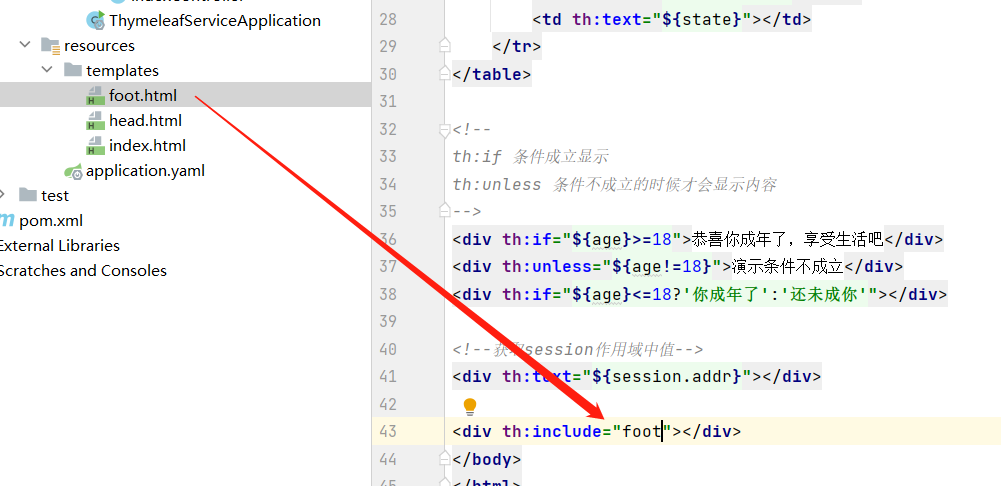 ThymeleafServiceApplication
resources
templates
foot.html
head.html
index.html
application.yaml
test
pom.xml
External Libraries
Scratches and Consoles
28 <td th:text="${state}"></td>
29 </tr>
30 </table>
31
32 <!--
33 th:if 条件成立显示
34 th:unless 条件不成立的时候才会显示内容
35 -->
36 <div th:if="${age}>=18">恭喜你成年了，享受生活吧</div>
37 <div th:unless="${age!=18}">演示条件不成立</div>
38 <div th:if="${age}<=18?'你成年了':'还未成你'"></div>
39
40 <!--获取session作用域中值-->
41 <div th:text="${session.addr}"></div>
42
43 <div th:include="foot"></div>
44 </body>